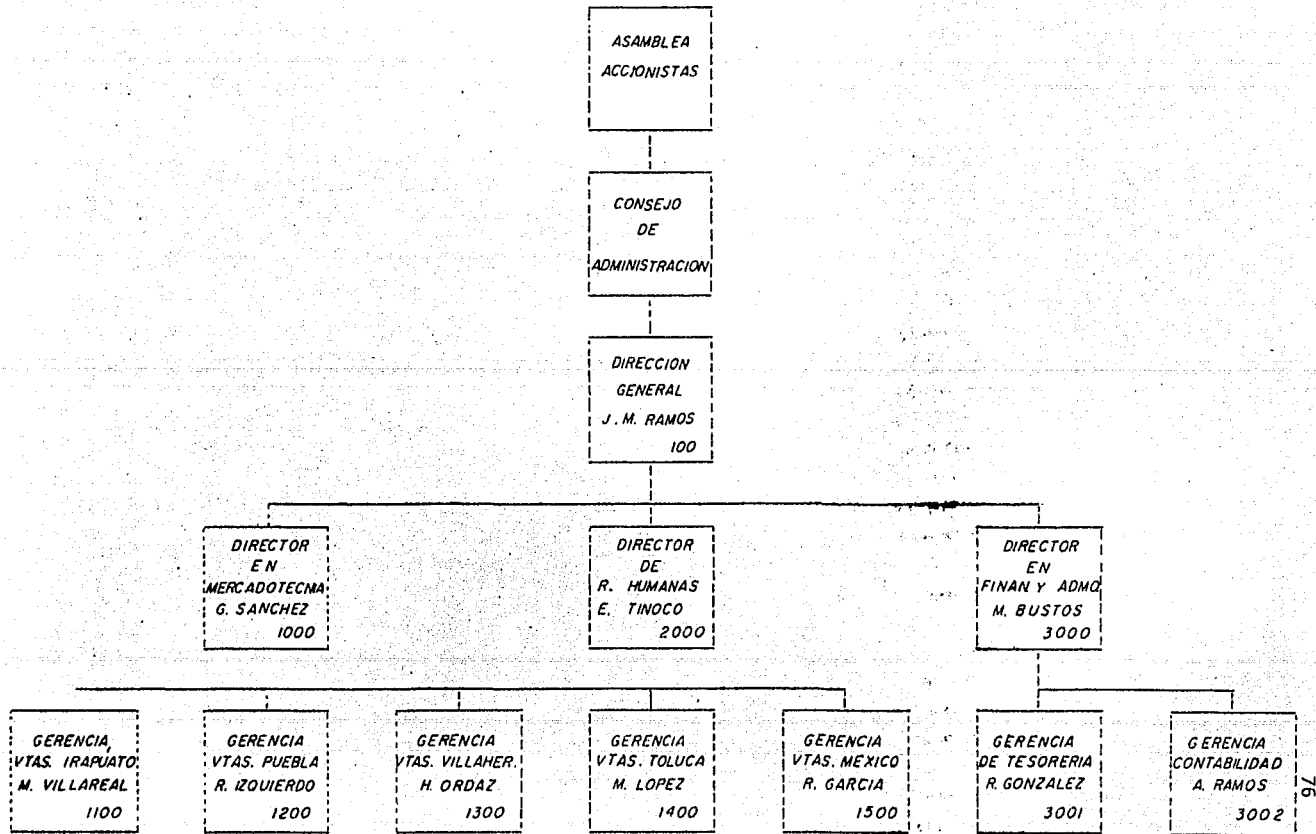 ASAMBLEA
ACCIONISTAS
CONSEJO
DE
ADMINISTRACION
DIRECCION
GENERAL
J. M. RAMOS
100
DIRECTOR
EN
MERCADOTECNIA
G. SANCHEZ
1000
DIRECTOR
DE
R. HUMANAS
E. TINOCO
2000
DIRECTOR
EN
FINAN Y ADMO
M. BUSTOS
3000
GERENCIA
VTAS. IRAPUATO
M. VILLAREAL
1100
GERENCIA
VTAS. PUEBLA
R. IZQUIERDO
1200
GERENCIA
VTAS. VILLAHER.
H. ORDAZ
1300
GERENCIA
VTAS. TOLUCA
M. LOPEZ
1400
GERENCIA
VTAS. MEXICO
R. GARCIA
1500
GERENCIA
DE TESORERIA
R. GONZALEZ
3001
GERENCIA
CONTABILIDAD
A. RAMOS
3002
76